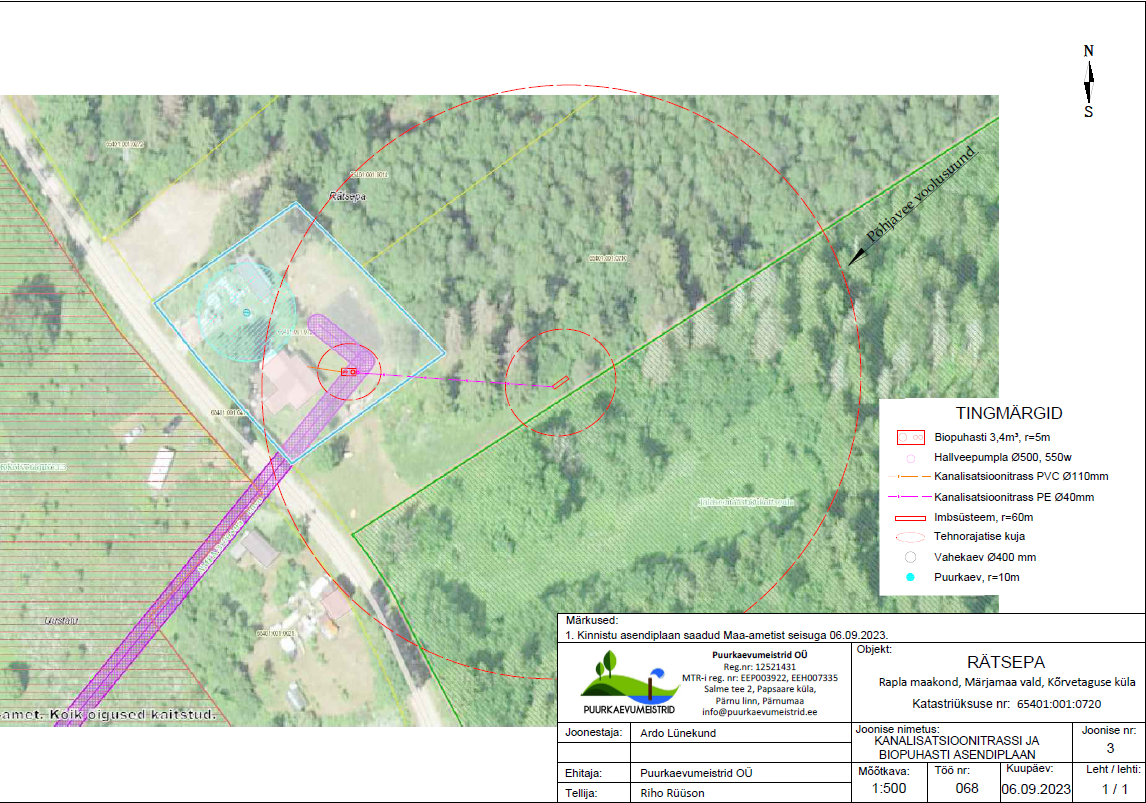 N
S
Põhjavee voolusuund
Rätsepa
Uustalu
amet. Kõik õigused kaitstud.
TINGMÄRGID
Biopuhasti 3,4m³, r=5m
Hallveepumpla Ø500, 550w
Kanalisatsioonitrass PVC Ø110mm
Kanalisatsioonitrass PE Ø40mm
Imbsüsteem, r=60m
Tehnorajatise kuja
Vahekaev Ø400 mm
Puurkaev, r=10m
Märkused:
1. Kinnistu asendiplaan saadud Maa-ametist seisuga 06.09.2023.
PUURKAEVUMEISTRID
Puurkaevumeistrid OÜ
Reg.nr: 12521431
MTR-i reg. nr: EEP003922, EEH007335
Salme tee 2, Papsaare küla,
Pärnu linn, Pärnumaa
info@puurkaevumeistrid.ee
Objekt:
RÄTSEPA
Rapla maakond, Märjamaa vald, Kõrvetaguse küla
Katastriüksuse nr: 65401:001:0720
Joonestaja: Ardo Lünekund
Joonise nimetus:
KANALISATSIOONITRASSI JA
BIOPUHASTI ASENDIPLAAN
Joonise nr:
3
Ehitaja: Puurkaevumeistrid OÜ
Tellija: Riho Rüüson
Mõõtkava:
1:500
Töö nr:
068
Kuupäev:
06.09.2023
Leht / lehti:
1 / 1